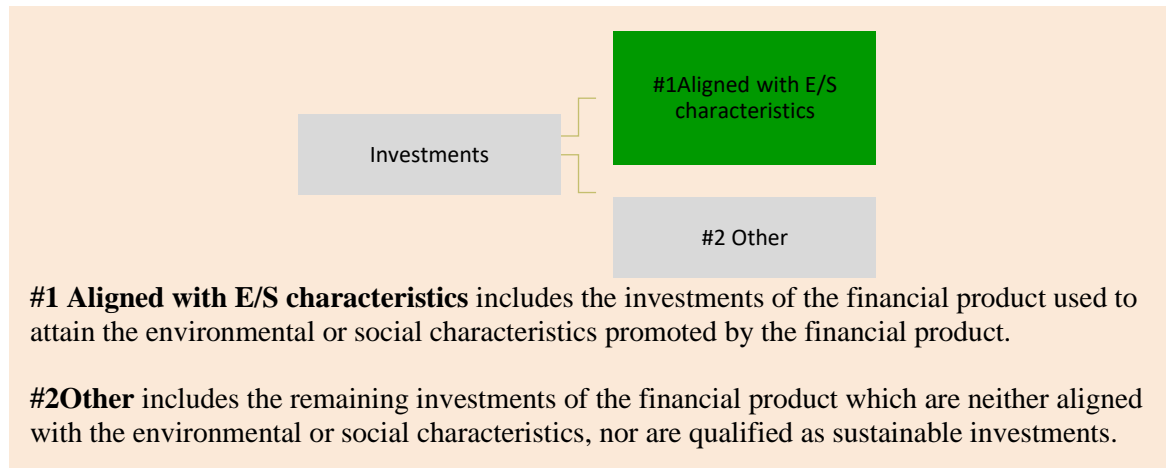 #1Aligned with E/S
characteristics
Investments
#2 Other
#1 Aligned with E/S characteristics includes the investments of the financial product used to
attain the environmental or social characteristics promoted by the financial product.
#2Other includes the remaining investments of the financial product which are neither aligned
with the environmental or social characteristics, nor are qualified as sustainable investments.